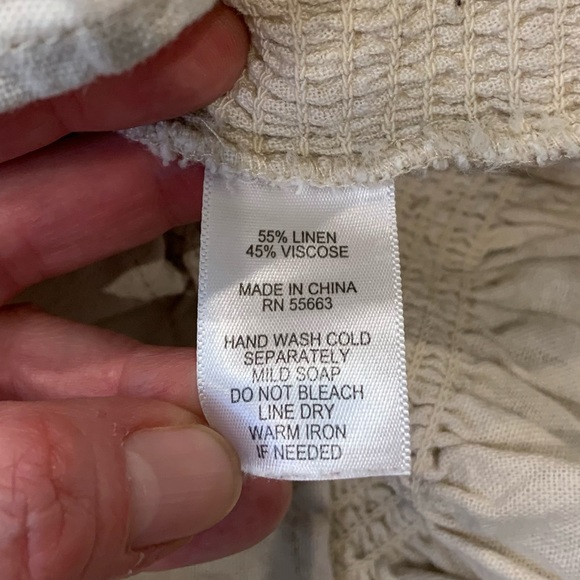 55% LINEN
45% VISCOSE
MADE IN CHINA
RN 55663
HAND WASH COLD
SEPARATELY
MILD SOAP
DO NOT BLEACH
LINE DRY
WARM IRON
IF NEEDED